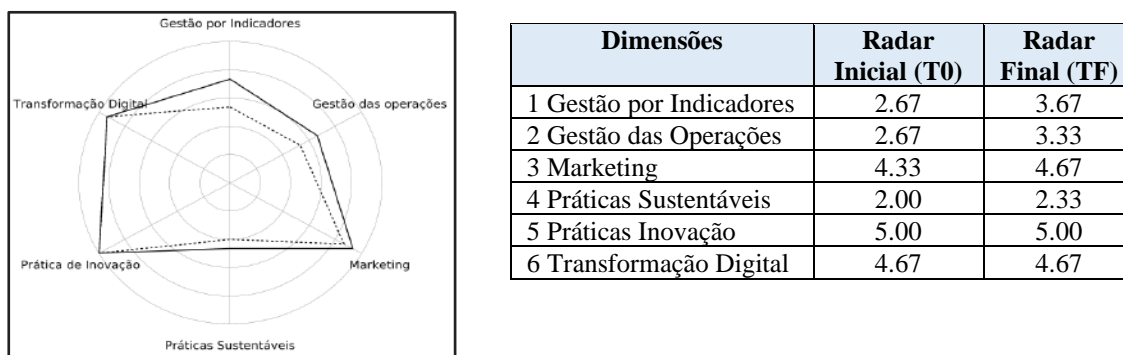 Gestão por Indicadores
Transformação Digital
Gestão das operações
Prática de Inovação
Marketing
Práticas Sustentáveis
Dimensões Radar Inicial (T0) Radar Final (TF)
1 Gestão por Indicadores 2.67 3.67
2 Gestão das Operações 2.67 3.33
3 Marketing 4.33 4.67
4 Práticas Sustentáveis 2.00 2.33
5 Práticas Inovação 5.00 5.00
6 Transformação Digital 4.67 4.67